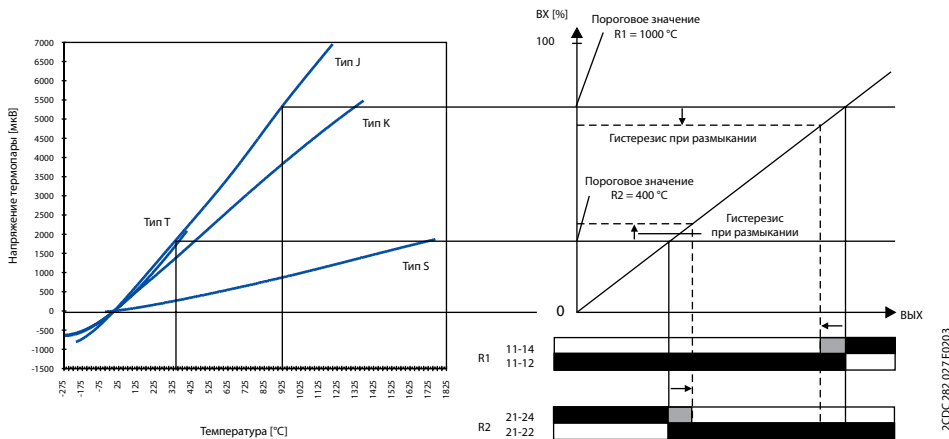 Напряжение термопары [мкВ]
7000
6500
6000
5500
5000
4500
4000
3500
3000
2500
2000
1500
1000
500
0
-500
-1000
-1500
Тип J
Тип K
Тип T
Тип S
-275
-175
-75
25
125
225
325
425
525
625
725
825
925
1025
1125
1225
1325
1425
1525
1625
1725
1825
Температура [°C]
ВХ [%]
100
Пороговое значение
R1 = 1000 °C
Гистерезис при размыкании
Пороговое значение
R2 = 400 °C
Гистерезис
при размыкании
0
ВЫХ
R1
11-14
11-12
R2
21-24
21-22
2CDC 282 027 F0203